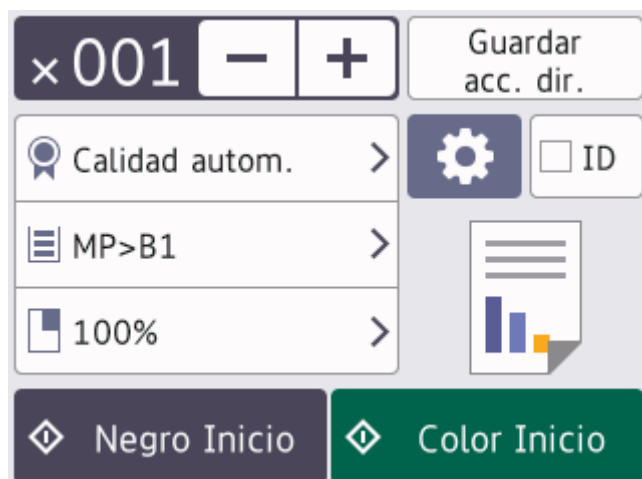 ×001 − +
Guardar
acc. dir.
Calidad autom.
ID
MP>B1
100%
Negro Inicio
Color Inicio